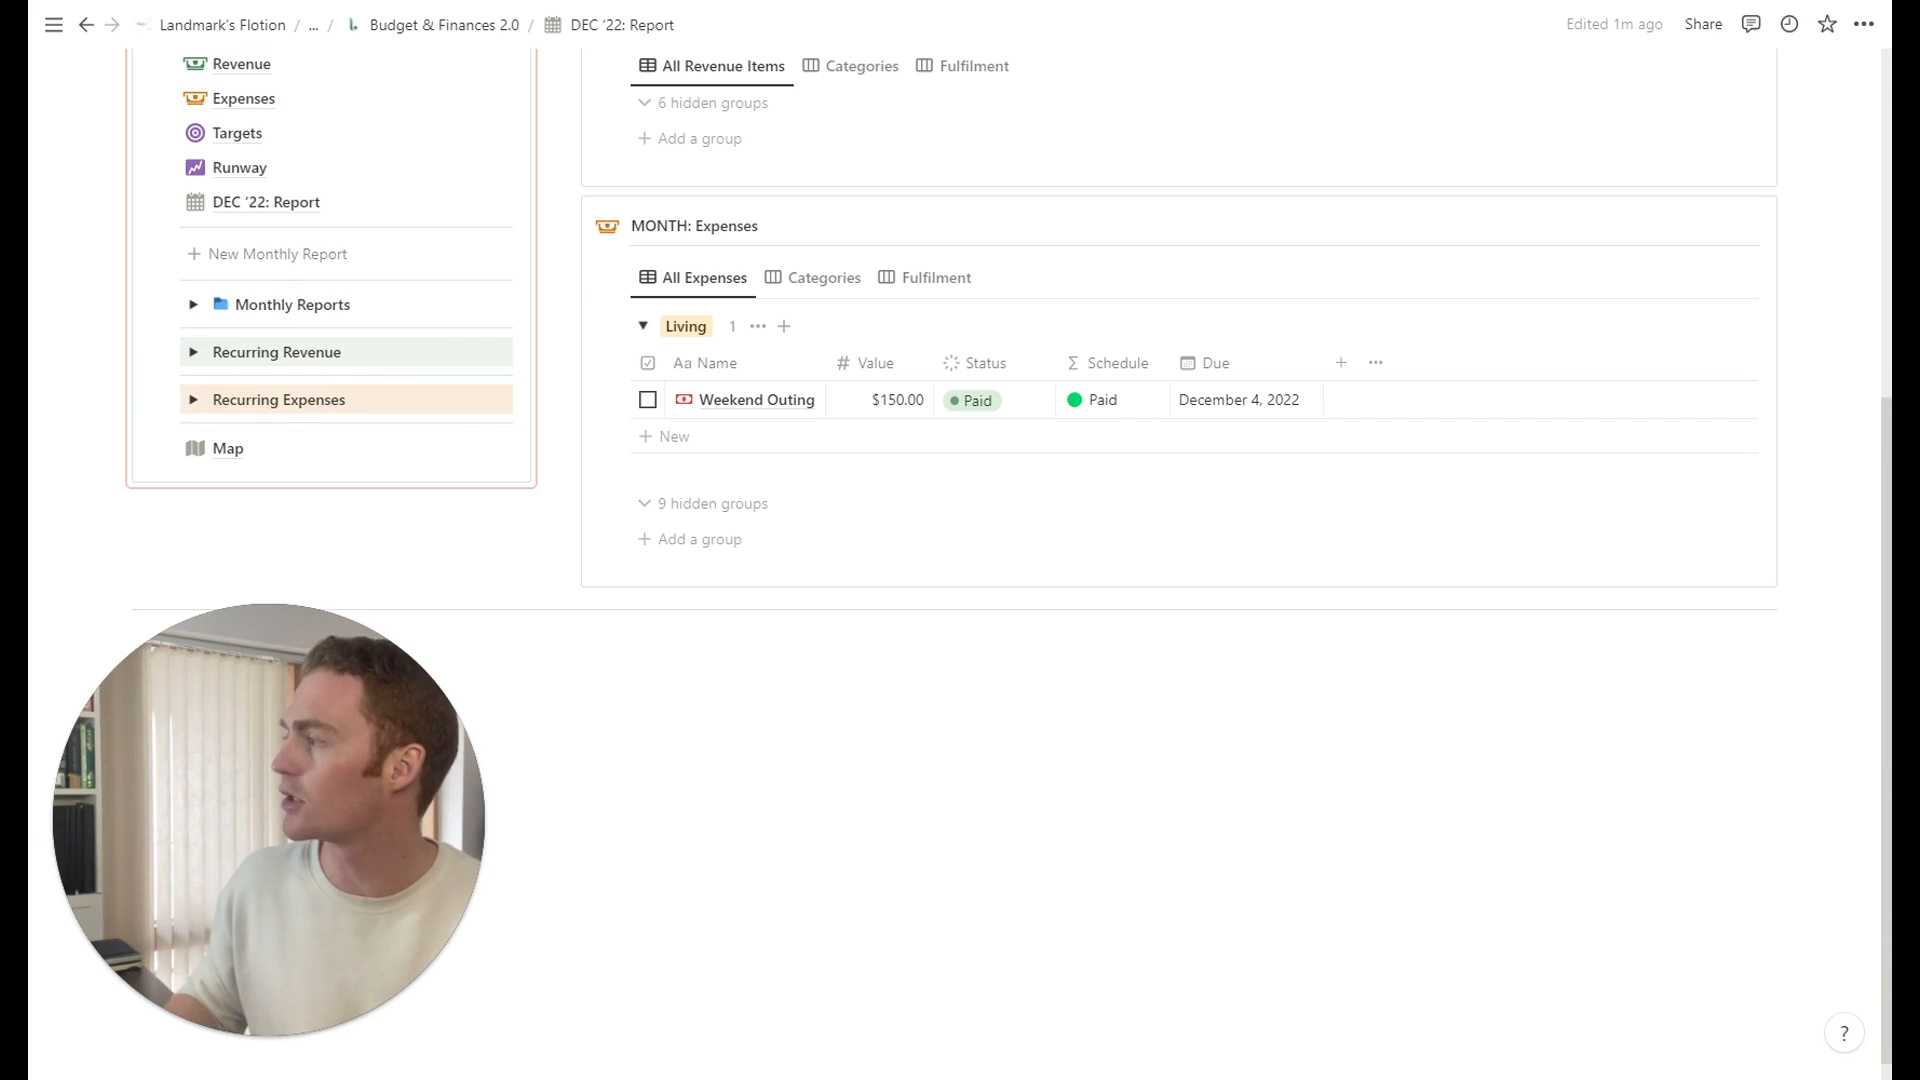 Landmark's Flotion / ... / Budget & Finances 2.0 / DEC '22: Report
Edited 1m ago Share
Revenue
Expenses
Targets
Runway
DEC '22: Report
+ New Monthly Report
Monthly Reports
Recurring Revenue
Recurring Expenses
Map
All Revenue Items Categories Fulfilment
6 hidden groups
+ Add a group
MONTH: Expenses
All Expenses Categories Fulfilment
Living 1 ... +
Aa Name # Value Status Σ Schedule Due + ...
Weekend Outing $150.00 Paid Paid December 4, 2022
+ New
9 hidden groups
+ Add a group
?